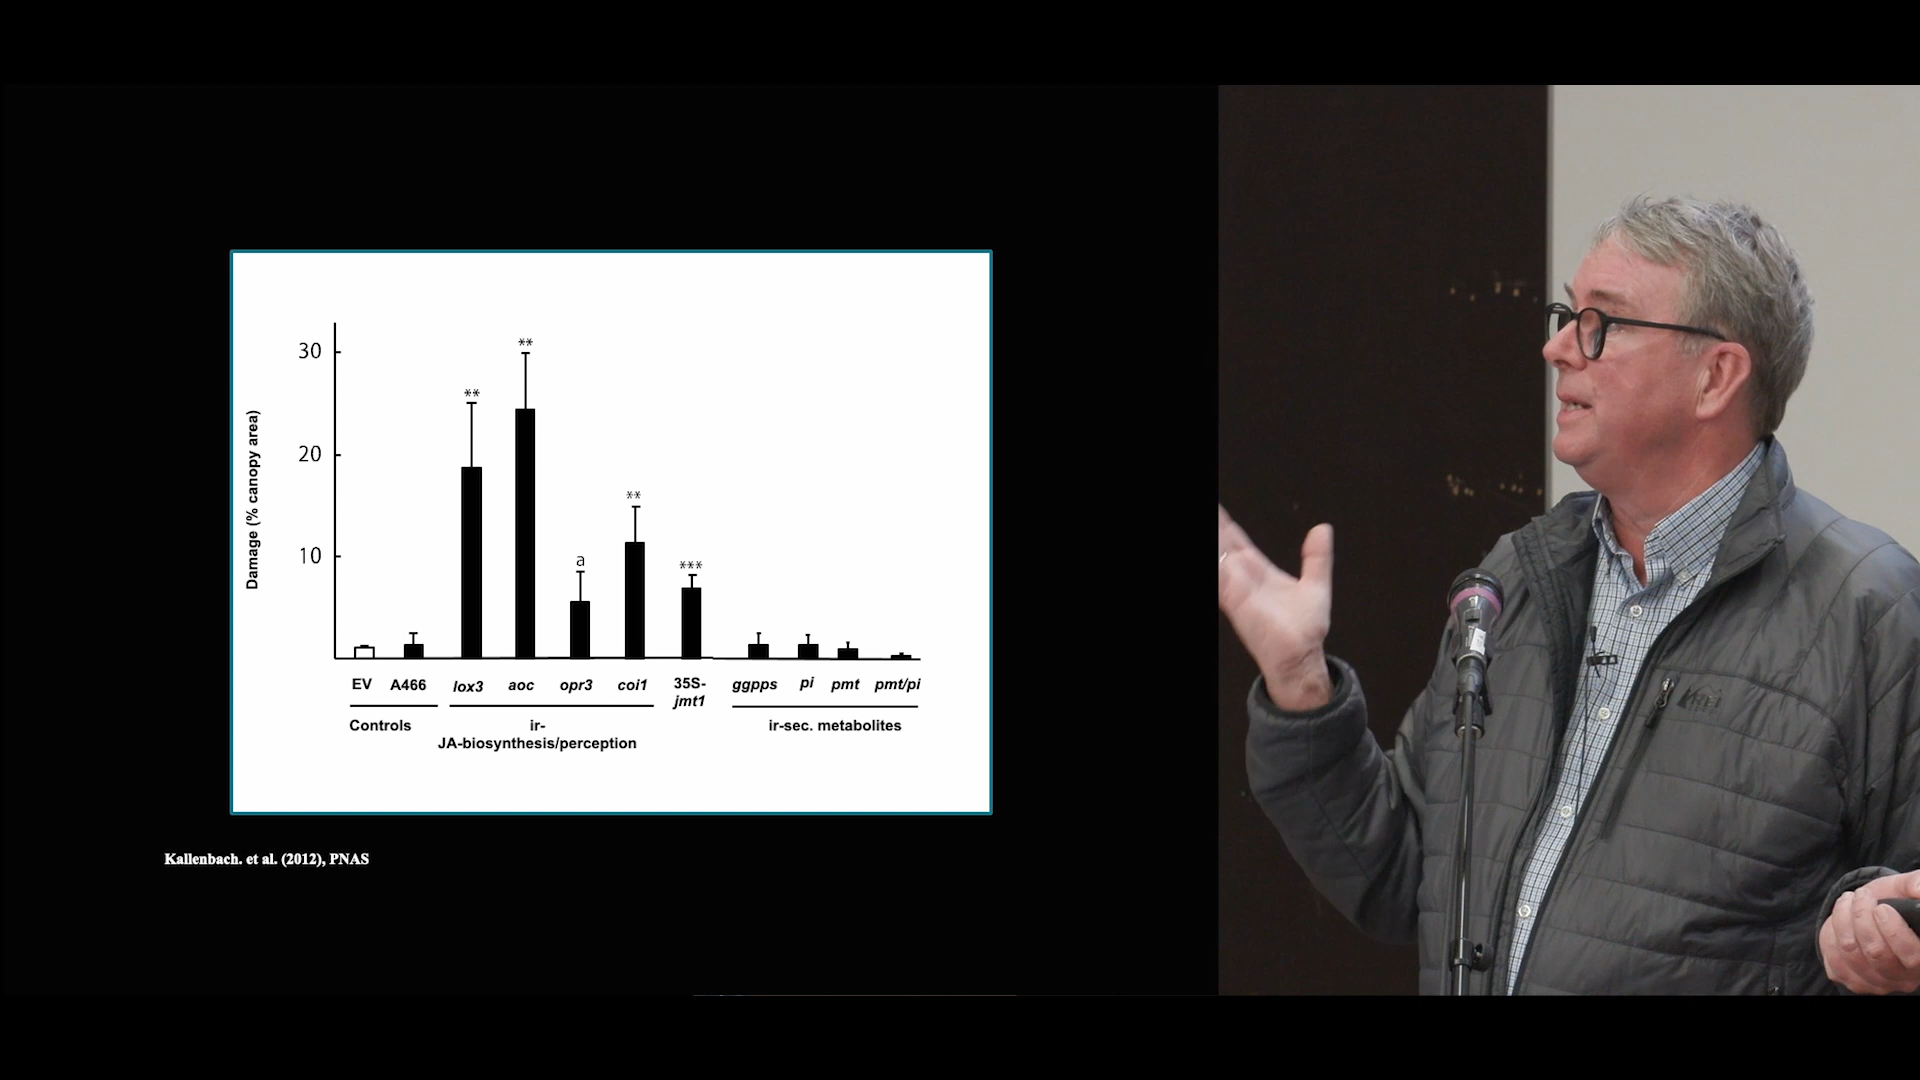 Damage (% canopy area)
30
20
10
**
**
a
**
***
EV
A466
lox3
aoc
opr3
coi1
35S-
jmt1
ggpps
pi
pmt
pmt/pi
Controls
ir-
JA-biosynthesis/perception
ir-sec. metabolites
Kallenbach. et al. (2012), PNAS
REI